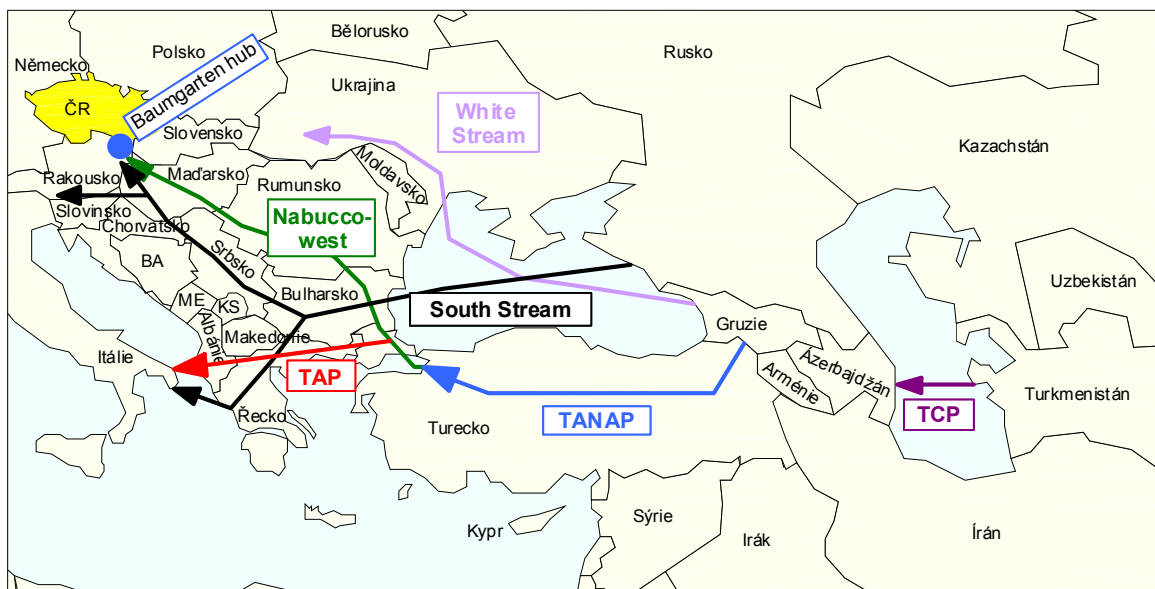 Bělorusko
Polsko
Rusko
Německo
Baumgarten hub
Ukrajina
ČR
White
Stream
Slovensko
Kazachstán
Moldavsko
Maďarsko
Rakousko
Rumunsko
Slovinsko
Chorvatsko
Nabucco-
west
Srbsko
BA
Uzbekistán
Bulharsko
ME
KS
South Stream
Gruzie
Albánie
Makedonie
Itálie
Ázerbajdžán
TAP
Arménie
Turkmenistán
Řecko
TANAP
TCP
Turecko
Sýrie
Kypr
Írán
Irák